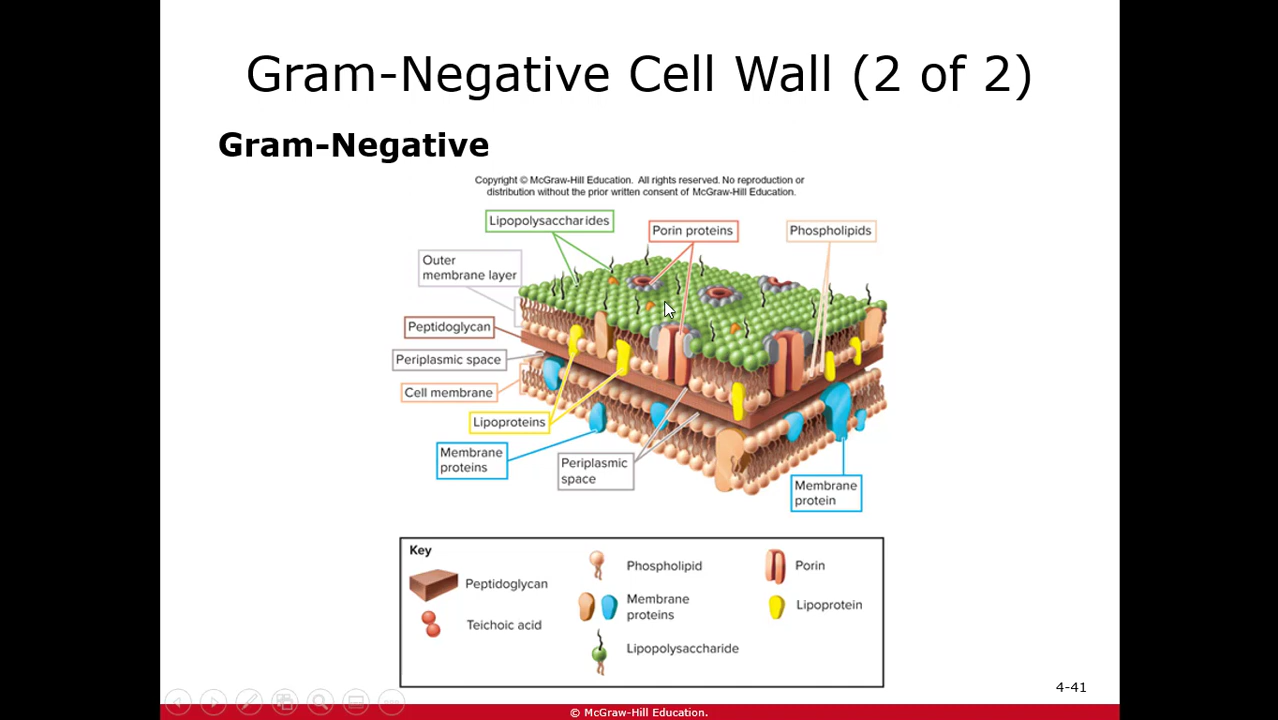 Gram-Negative Cell Wall (2 of 2)
Gram-Negative
Copyright © McGraw-Hill Education. All rights reserved. No reproduction or
distribution without the prior written consent of McGraw-Hill Education.
Lipopolysaccharides
Porin proteins
Phospholipids
Outer
membrane layer
Peptidoglycan
Periplasmic space
Cell membrane
Lipoproteins
Membrane
proteins
Periplasmic
space
Membrane
protein
Key
Peptidoglycan
Teichoic acid
Phospholipid
Membrane
proteins
Lipopolysaccharide
Porin
Lipoprotein
4-41
© McGraw-Hill Education.